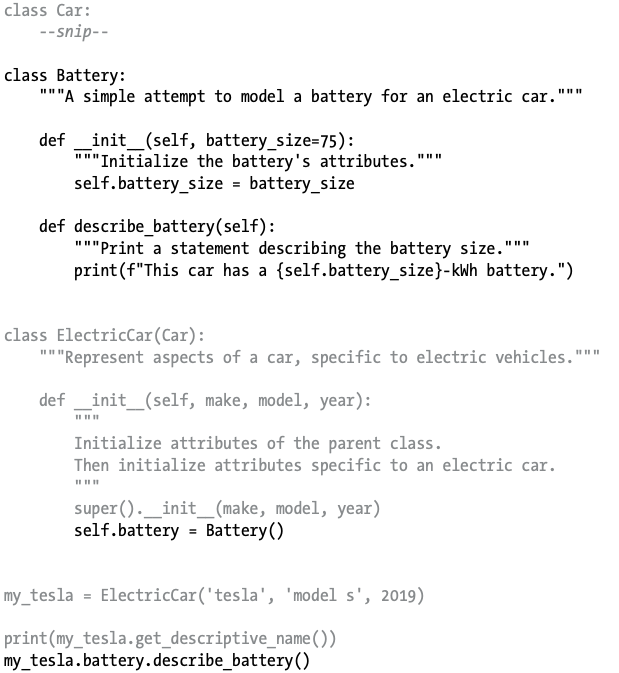 class Car:
    --snip--

class Battery:
    """A simple attempt to model a battery for an electric car."""

    def __init__(self, battery_size=75):
        """Initialize the battery's attributes."""
        self.battery_size = battery_size

    def describe_battery(self):
        """Print a statement describing the battery size."""
        print(f"This car has a {self.battery_size}-kWh battery.")

class ElectricCar(Car):
    """Represent aspects of a car, specific to electric vehicles."""

    def __init__(self, make, model, year):
        """
        Initialize attributes of the parent class.
        Then initialize attributes specific to an electric car.
        """
        super().__init__(make, model, year)
        self.battery = Battery()

my_tesla = ElectricCar('tesla', 'model s', 2019)

print(my_tesla.get_descriptive_name())
my_tesla.battery.describe_battery()